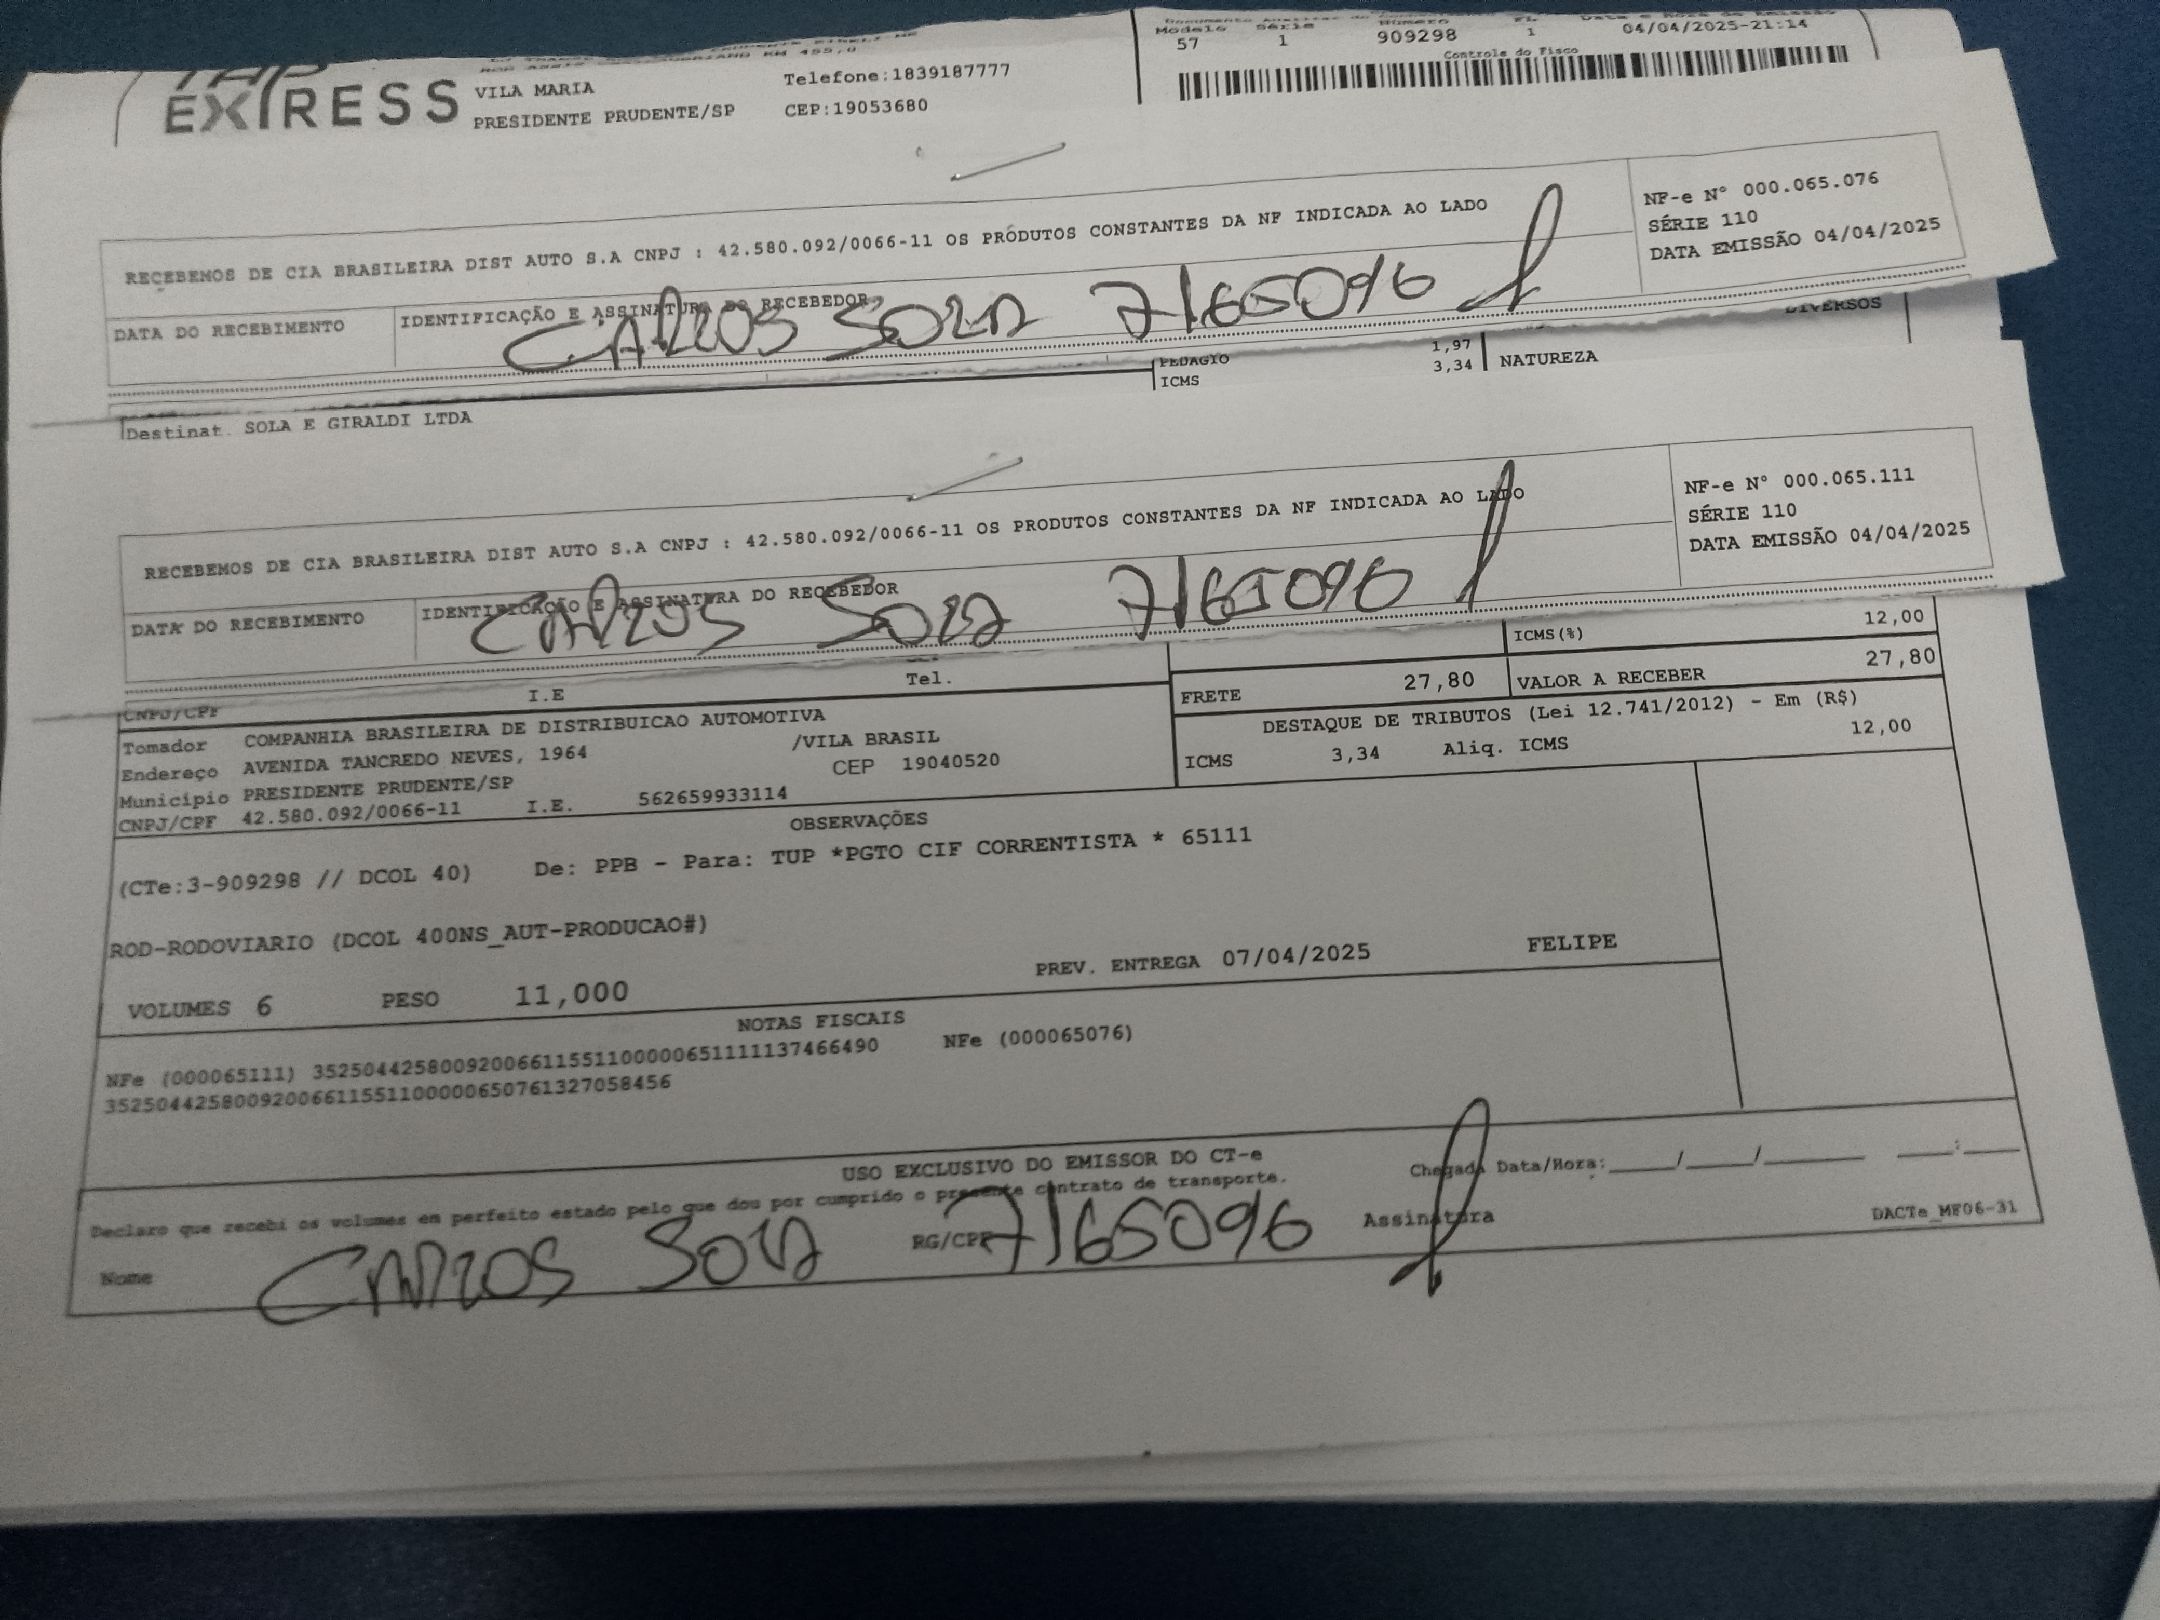 EXPRESS
VILA MARIA
PRESIDENTE PRUDENTE/SP
Telefone:1839187777
CEP:19053680
Modelo Série Número FL
57 1 909298 1 04/04/2025-21:14
Controle do Fisco
RECEBEMOS DE CIA BRASILEIRA DIST AUTO S.A CNPJ : 42.580.092/0066-11 OS PRODUTOS CONSTANTES DA NF INDICADA AO LADO
NF-e N° 000.065.076
SÉRIE 110
DATA EMISSÃO 04/04/2025
DATA DO RECEBIMENTO
IDENTIFICAÇÃO E ASSINATURA DO RECEBEDOR
CARLOS SOLA 7165096
DIVERSOS
PEDAGIO 1,97
ICMS 3,34 NATUREZA
Destinat. SOLA E GIRALDI LTDA
RECEBEMOS DE CIA BRASILEIRA DIST AUTO S.A CNPJ : 42.580.092/0066-11 OS PRODUTOS CONSTANTES DA NF INDICADA AO LADO
NF-e N° 000.065.111
SÉRIE 110
DATA EMISSÃO 04/04/2025
DATA DO RECEBIMENTO
IDENTIFICAÇÃO E ASSINATURA DO RECEBEDOR
CARLOS SOLA 7165096
ICMS(%) 12,00
CNPJ/CPF I.E Tel.
FRETE 27,80 VALOR A RECEBER 27,80
DESTAQUE DE TRIBUTOS (Lei 12.741/2012) - Em (R$)
ICMS 3,34 Aliq. ICMS 12,00
Tomador COMPANHIA BRASILEIRA DE DISTRIBUICAO AUTOMOTIVA
Endereço AVENIDA TANCREDO NEVES, 1964 /VILA BRASIL
Município PRESIDENTE PRUDENTE/SP CEP 19040520
CNPJ/CPF 42.580.092/0066-11 I.E. 562659933114
OBSERVAÇÕES
(CTe:3-909298 // DCOL 40) De: PPB - Para: TUP *PGTO CIF CORRENTISTA * 65111
ROD-RODOVIARIO (DCOL 400NS_AUT-PRODUCAO#)
VOLUMES 6 PESO 11,000 PREV. ENTREGA 07/04/2025 FELIPE
NOTAS FISCAIS
NFe (000065111) 35250442580092006611551100000651111137466490 NFe (000065076)
35250442580092006611551100000650761327058456
USO EXCLUSIVO DO EMISSOR DO CT-e
Declaro que recebi os volumes em perfeito estado pelo que dou por cumprido o presente contrato de transporte.
Chegada Data/Hora:_____/_____/_______ ____:____
Nome CARLOS SOLA RG/CPF 7165096 Assinatura
DACTe_MF06-31